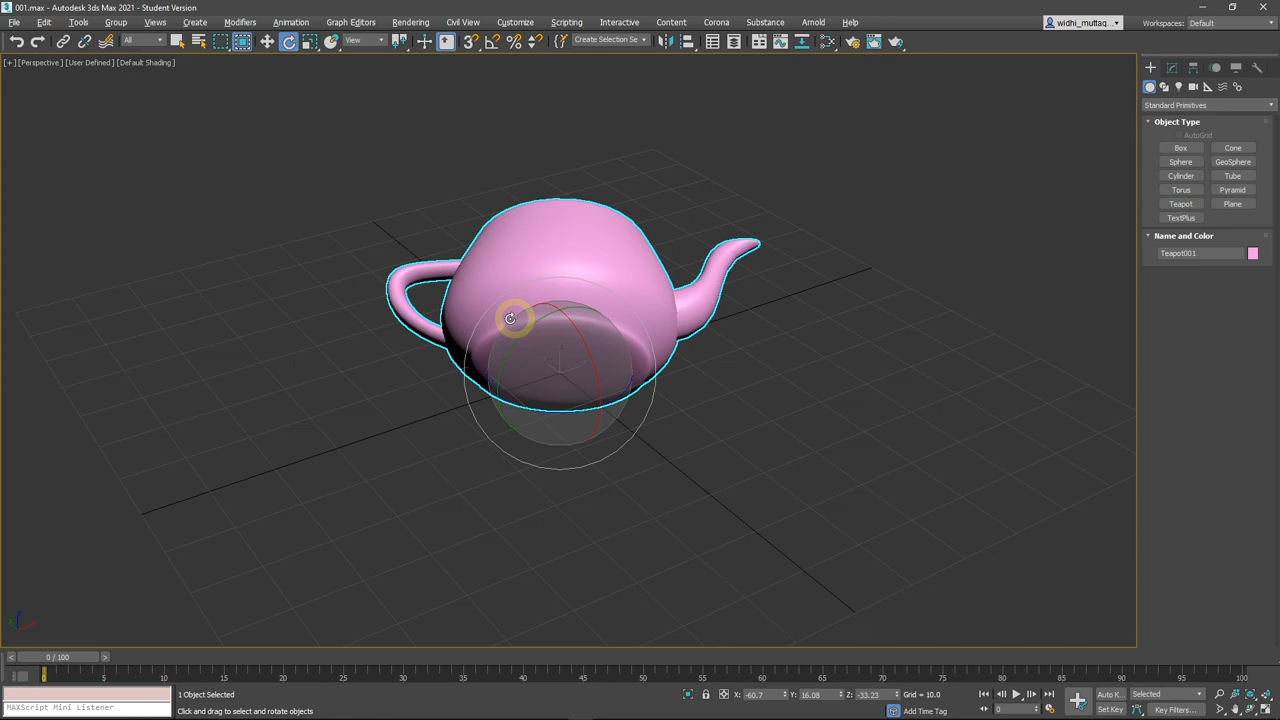 001.max - Autodesk 3ds Max 2021 - Student Version
File Edit Tools Group Views Create Modifiers Animation Graph Editors Rendering Civil View Customize Scripting Interactive Content Corona Substance Arnold Help
widhi_muttaq...
Workspaces: Default
All
View
Create Selection Se
[+] [Perspective] [User Defined] [Default Shading]
Standard Primitives
Object Type
AutoGrid
Box Cone
Sphere GeoSphere
Cylinder Tube
Torus Pyramid
Teapot Plane
TextPlus
Name and Color
Teapot001
< 0 / 100 >
5 10 15 20 25 30 35 40 45 50 55 60 65 70 75 80 85 90 95 100
1 Object Selected
X: -60.7 Y: 16.08 Z: -33.23 Grid = 10.0
Auto K... Selected
MAXScript Mini Listener
Click and drag to select and rotate objects
Add Time Tag
0
Set Key
Key Filters...